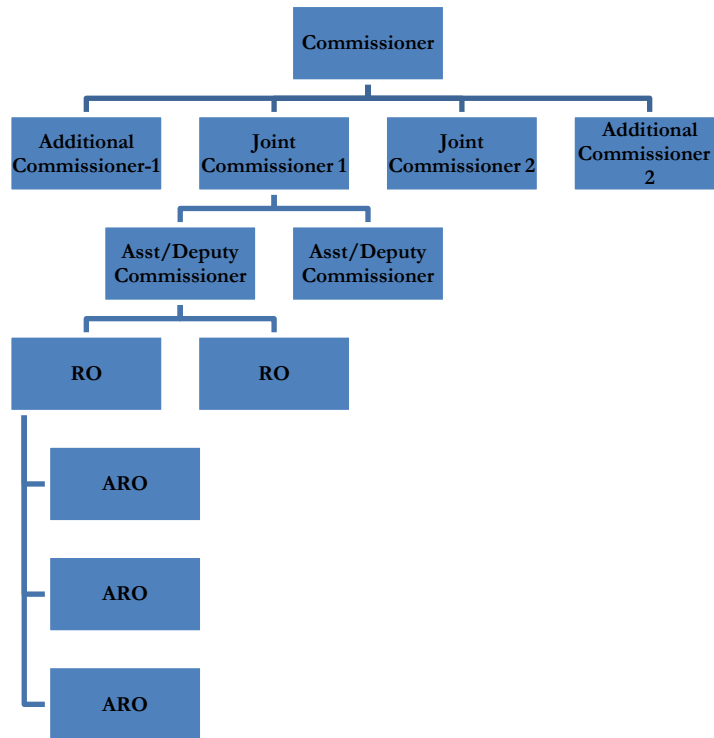 Commissioner
Additional
Commissioner-1
Joint
Commissioner 1
Joint
Commissioner 2
Additional
Commissioner
2
Asst/Deputy
Commissioner
Asst/Deputy
Commissioner
RO
RO
ARO
ARO
ARO